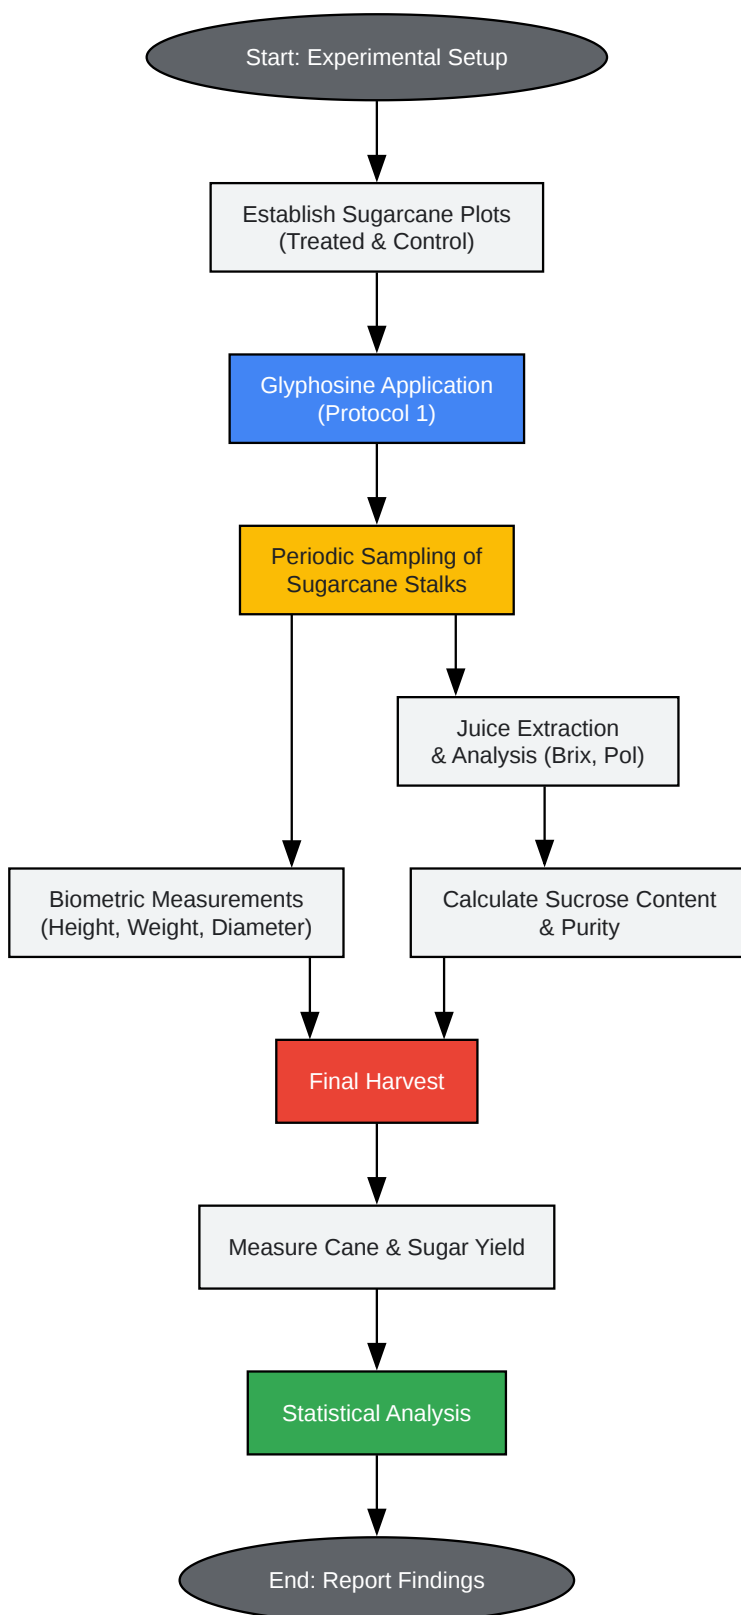 Start: Experimental Setup
Establish Sugarcane Plots
(Treated & Control)
Glyphosine Application
(Protocol 1)
Periodic Sampling of
Sugarcane Stalks
Juice Extraction
& Analysis (Brix, Pol)
Biometric Measurements
(Height, Weight, Diameter)
Calculate Sucrose Content
& Purity
Final Harvest
Measure Cane & Sugar Yield
Statistical Analysis
End: Report Findings